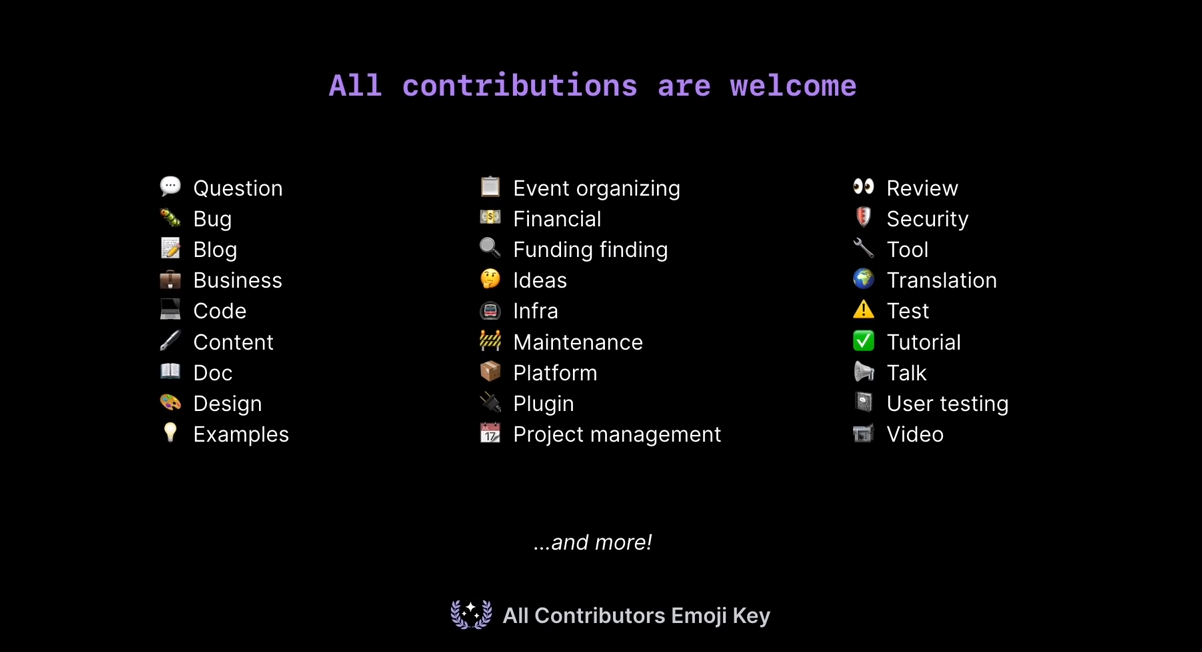 All contributions are welcome
Question
Bug
Blog
Business
Code
Content
Doc
Design
Examples
Event organizing
Financial
Funding finding
Ideas
Infra
Maintenance
Platform
Plugin
Project management
Review
Security
Tool
Translation
Test
Tutorial
Talk
User testing
Video
...and more!
All Contributors Emoji Key